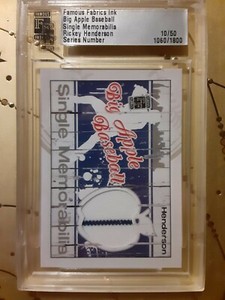 Famous Fabrics Ink
Big Apple Baseball
Single Memorabilia
Rickey Henderson 10/50
Series Number 1060/1900
Single Memorabilia
Big Apple
Baseball
Henderson